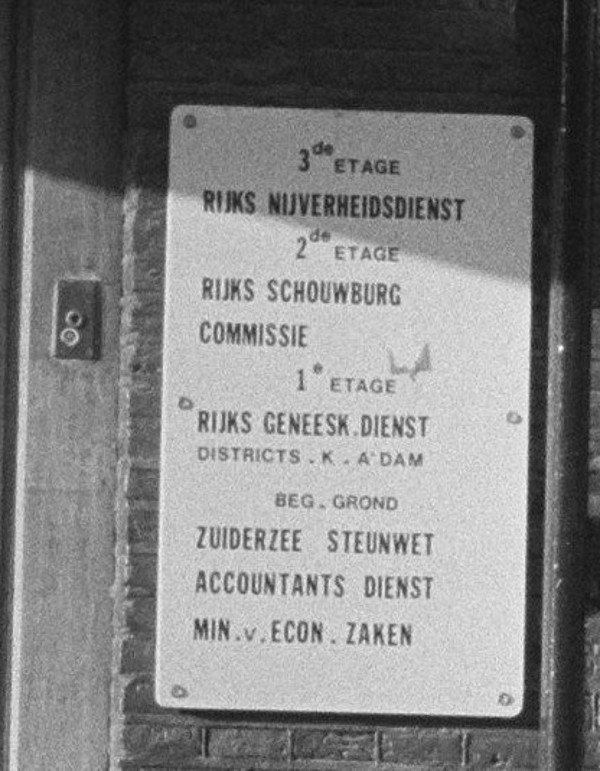 3de ETAGE
RIJKS NIJVERHEIDSDIENST
2de ETAGE
RIJKS SCHOUWBURG
COMMISSIE
1e ETAGE
RIJKS GENEESK.DIENST
DISTRICTS.K.A'DAM
BEG. GROND
ZUIDERZEE STEUNWET
ACCOUNTANTS DIENST
MIN.v.ECON.ZAKEN